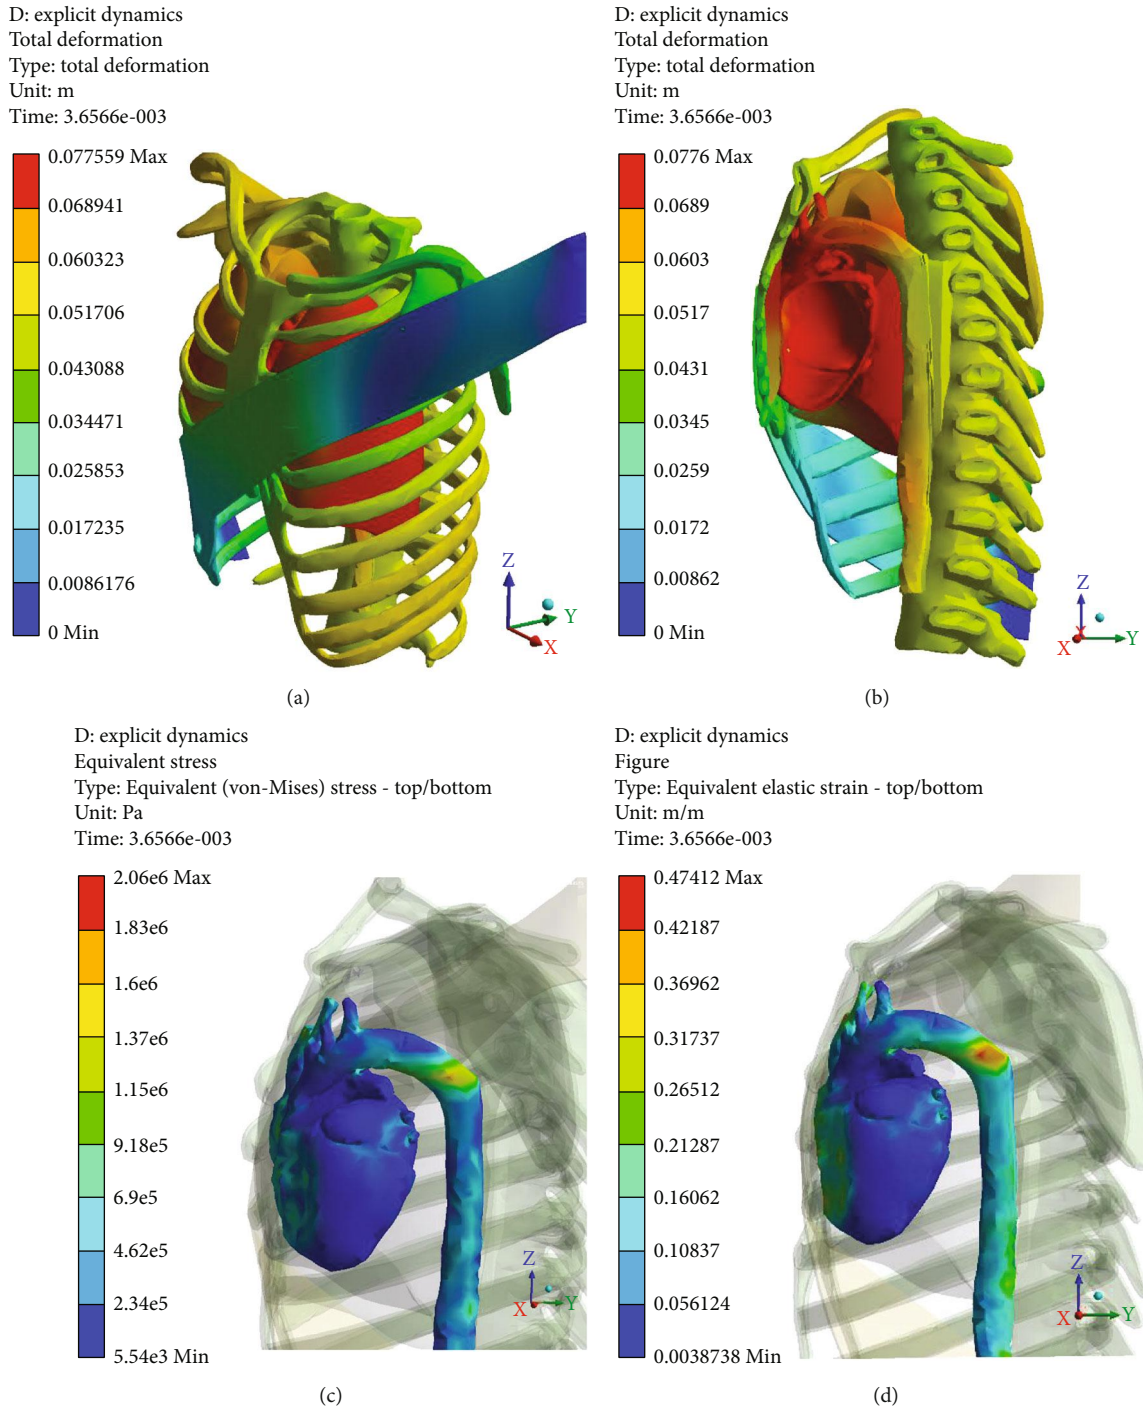 D: explicit dynamics
Total deformation
Type: total deformation
Unit: m
Time: 3.6566e-003
0.077559 Max
0.068941
0.060323
0.051706
0.043088
0.034471
0.025853
0.017235
0.0086176
0 Min
Z
Y
X
(a)
D: explicit dynamics
Total deformation
Type: total deformation
Unit: m
Time: 3.6566e-003
0.0776 Max
0.0689
0.0603
0.0517
0.0431
0.0345
0.0259
0.0172
0.00862
0 Min
Z
X
Y
(b)
D: explicit dynamics
Equivalent stress
Type: Equivalent (von-Mises) stress - top/bottom
Unit: Pa
Time: 3.6566e-003
2.06e6 Max
1.83e6
1.6e6
1.37e6
1.15e6
9.18e5
6.9e5
4.62e5
2.34e5
5.54e3 Min
Z
X
Y
(c)
D: explicit dynamics
Figure
Type: Equivalent elastic strain - top/bottom
Unit: m/m
Time: 3.6566e-003
0.47412 Max
0.42187
0.36962
0.31737
0.26512
0.21287
0.16062
0.10837
0.056124
0.0038738 Min
Z
X
Y
(d)